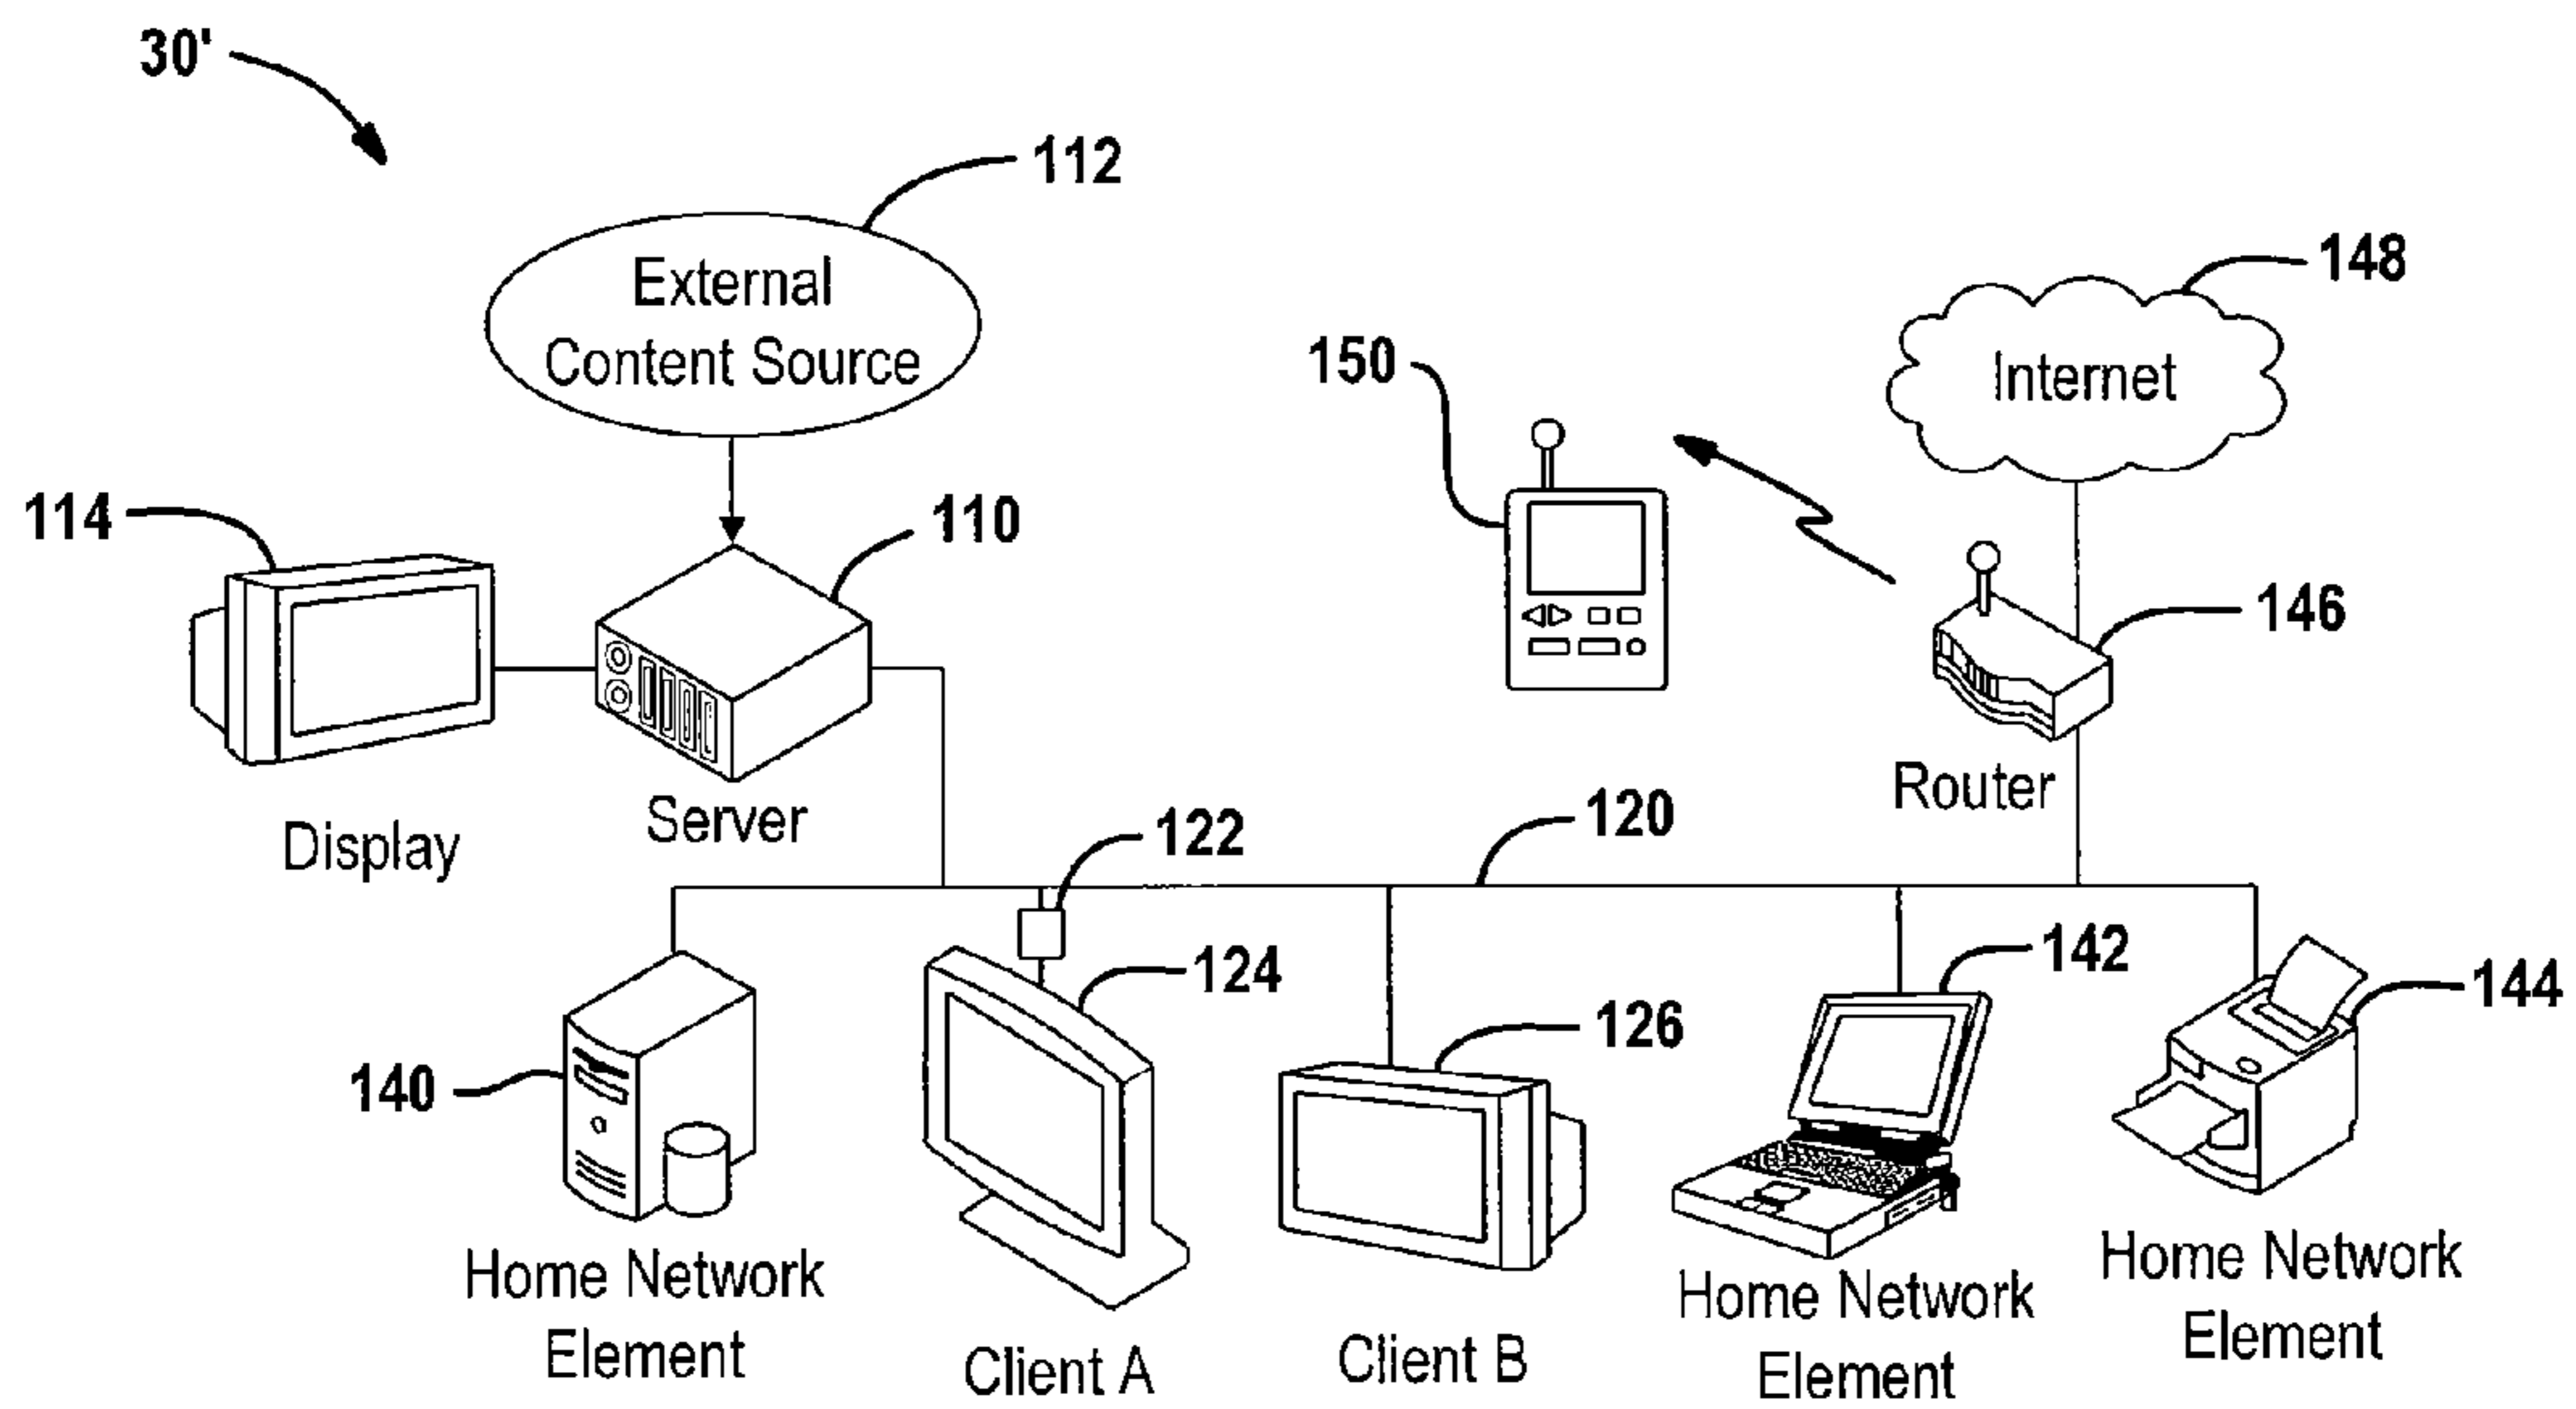 30'
112
External
Content Source
148
Internet
150
114
110
146
Router
Server
Display
122
120
124
142
126
144
140
Home Network
Element
Client A
Client B
Home Network
Element
Home Network
Element